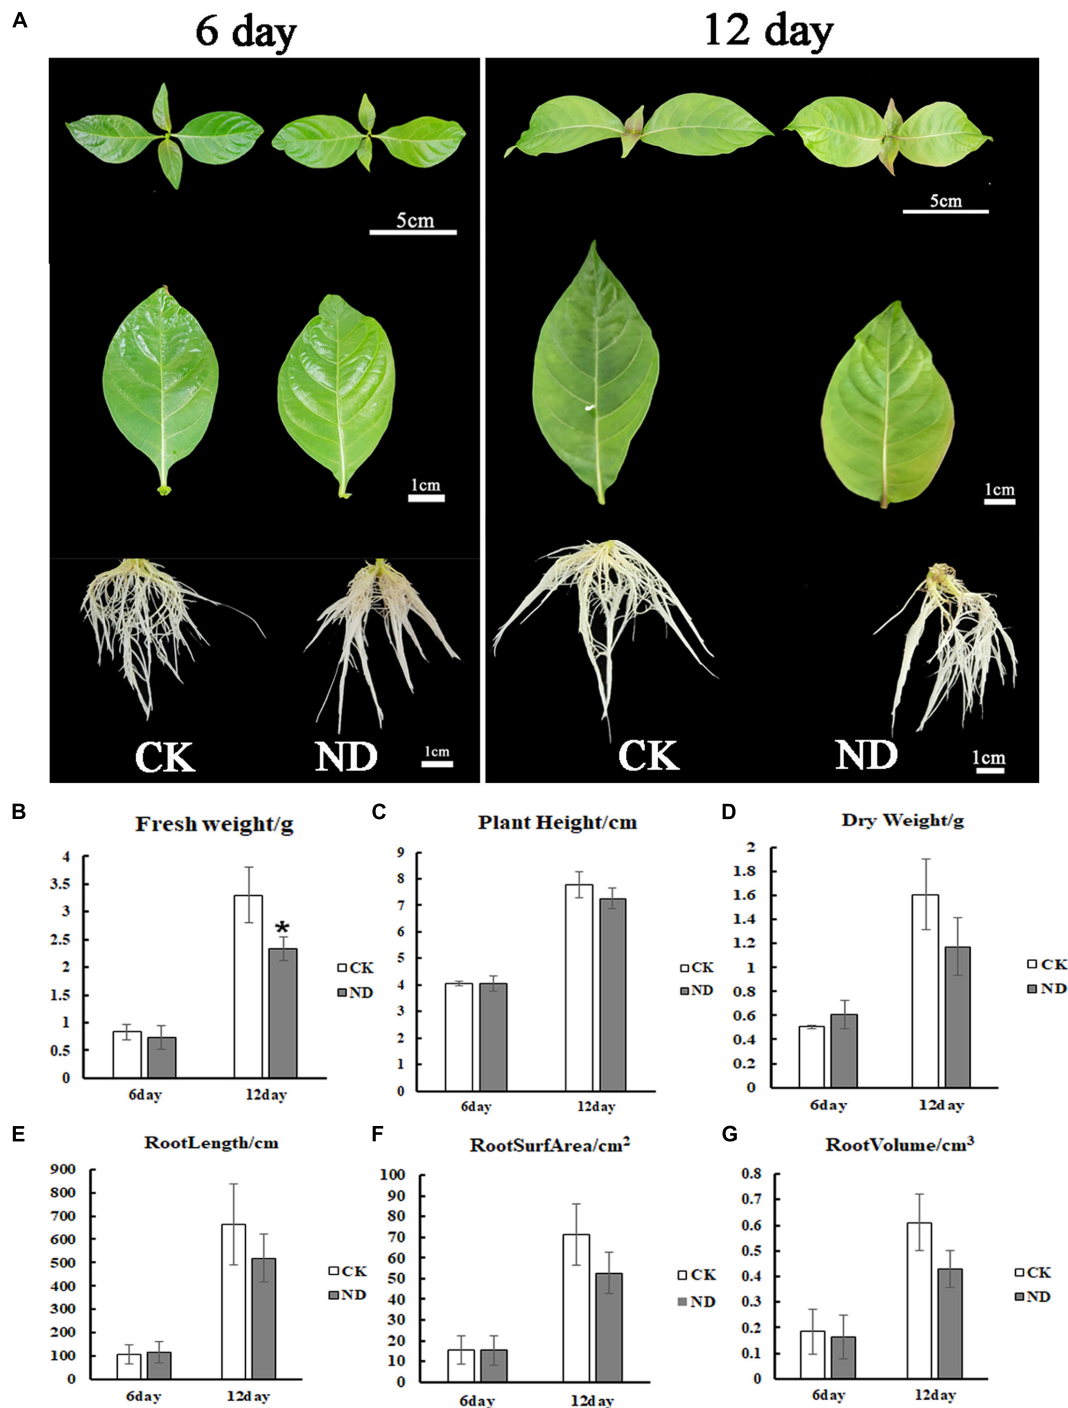 A
6 day
12 day
5cm
5cm
1cm
1cm
CK
ND
1cm
CK
ND
1cm
B
Fresh weight/g
4
3.5
3
2.5
2
1.5
1
0.5
0
*
6day
12day
CK
ND
C
Plant Height/cm
9
8
7
6
5
4
3
2
1
0
6day
12day
CK
ND
D
Dry Weight/g
2
1.8
1.6
1.4
1.2
1
0.8
0.6
0.4
0.2
0
6day
12day
CK
ND
E
RootLength/cm
900
800
700
600
500
400
300
200
100
0
6day
12day
CK
ND
F
RootSurfArea/cm²
100
90
80
70
60
50
40
30
20
10
0
6day
12day
CK
ND
G
RootVolume/cm³
0.8
0.7
0.6
0.5
0.4
0.3
0.2
0.1
0
6day
12day
CK
ND